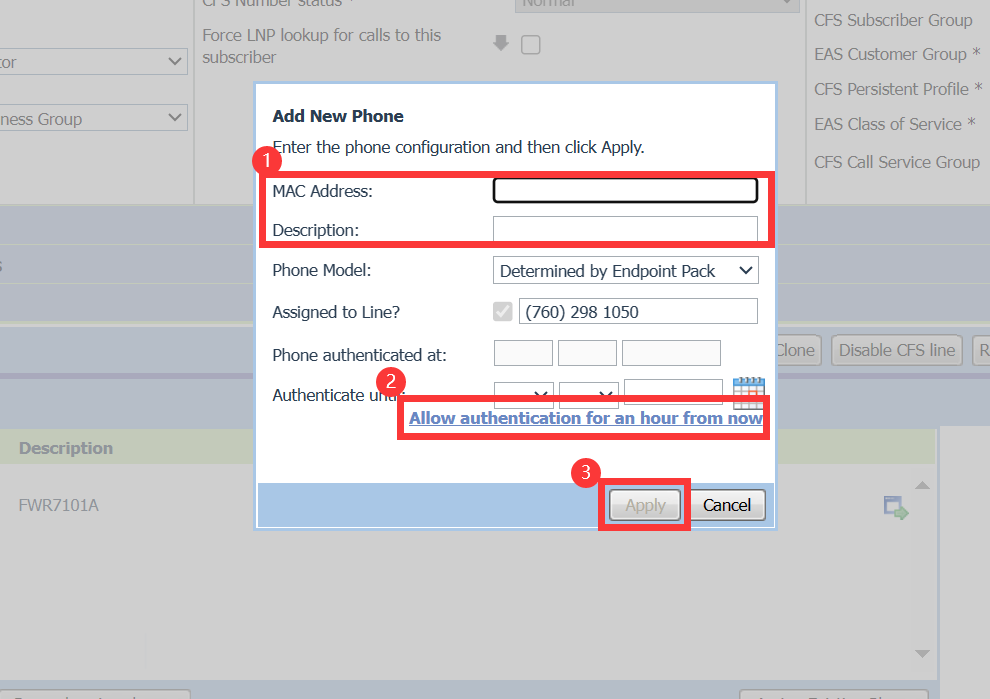 CFS Number status *
Normal
Force LNP lookup for calls to this
subscriber
CFS Subscriber Group
EAS Customer Group *
CFS Persistent Profile *
EAS Class of Service *
CFS Call Service Group
ness Group
Add New Phone
Enter the phone configuration and then click Apply.
1
MAC Address:
Description:
Phone Model:
Determined by Endpoint Pack
Assigned to Line?
(760) 298 1050
Phone authenticated at:
Clone
Disable CFS line
2
Authenticate until:
Allow authentication for an hour from now
Description
3
FWR7101A
Apply
Cancel